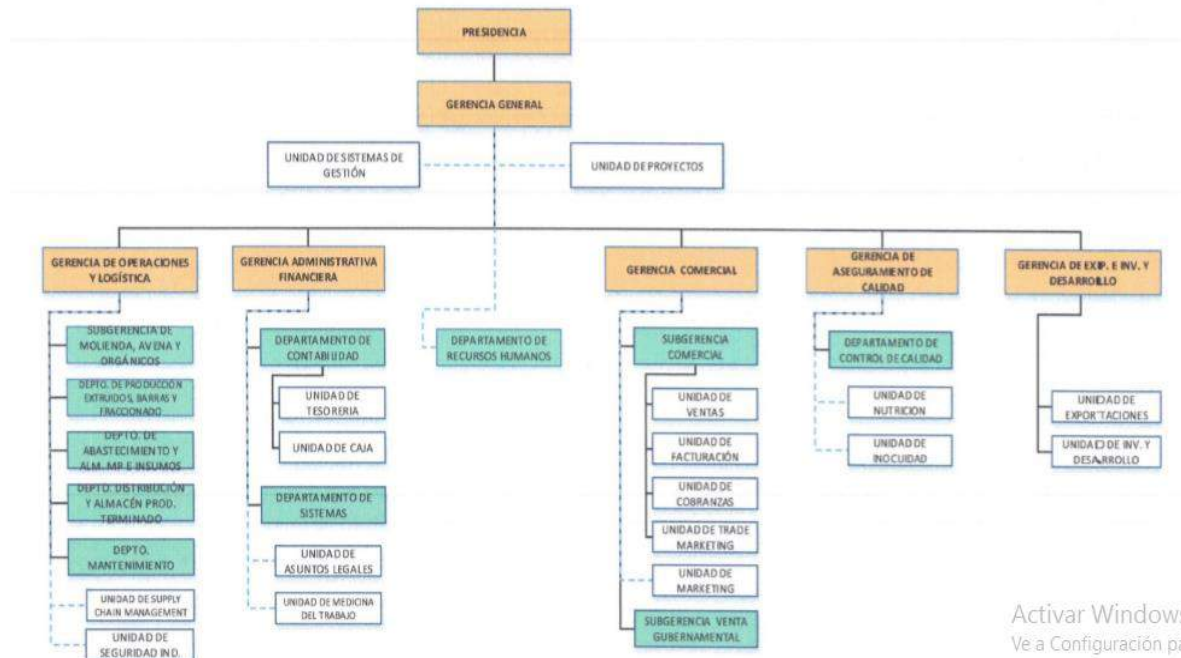 PRESIDENCIA
GERENCIA GENERAL
UNIDAD DE SISTEMAS DE
GESTIÓN
UNIDAD DE PROYECTOS
GERENCIA DE OPERACIONES
Y LOGÍSTICA
SUBGERENCIA DE
MOLIENDA, AVENA Y
ORGÁNICOS
DEPTO. DE PRODUCCIÓN
EXTRUIDOS, BARRAS Y
FRACCIONADO
DEPTO. DE
ABASTECIMIENTO Y
ALM. MP E INSUMOS
DEPTO. DISTRIBUCIÓN
Y ALMACÉN PROD.
TERMINADO
DEPTO.
MANTENIMIENTO
UNIDAD DE SUPPLY
CHAIN MANAGEMENT
UNIDAD DE
SEGURIDAD IND.
GERENCIA ADMINISTRATIVA
FINANCIERA
DEPARTAMENTO DE
CONTABILIDAD
UNIDAD DE
TESORERIA
UNIDAD DE CAJA
DEPARTAMENTO DE
SISTEMAS
UNIDAD DE
ASUNTOS LEGALES
UNIDAD DE MEDICINA
DEL TRABAJO
DEPARTAMENTO DE
RECURSOS HUMANOS
GERENCIA COMERCIAL
SUBGERENCIA
COMERCIAL
UNIDAD DE
VENTAS
UNIDAD DE
FACTURACIÓN
UNIDAD DE
COBRANZAS
UNIDAD DE TRADE
MARKETING
UNIDAD DE
MARKETING
SUBGERENCIA VENTA
GUBERNAMENTAL
GERENCIA DE
ASEGURAMIENTO DE
CALIDAD
DEPARTAMENTO DE
CONTROL DE CALIDAD
UNIDAD DE
NUTRICIÓN
UNIDAD DE
INOCUIDAD
GERENCIA DE EXP. E INV. Y
DESARROLLO
UNIDAD DE
EXPORTACIONES
UNIDAD DE INV. Y
DESARROLLO
Activar Windows
Ve a Configuración pa